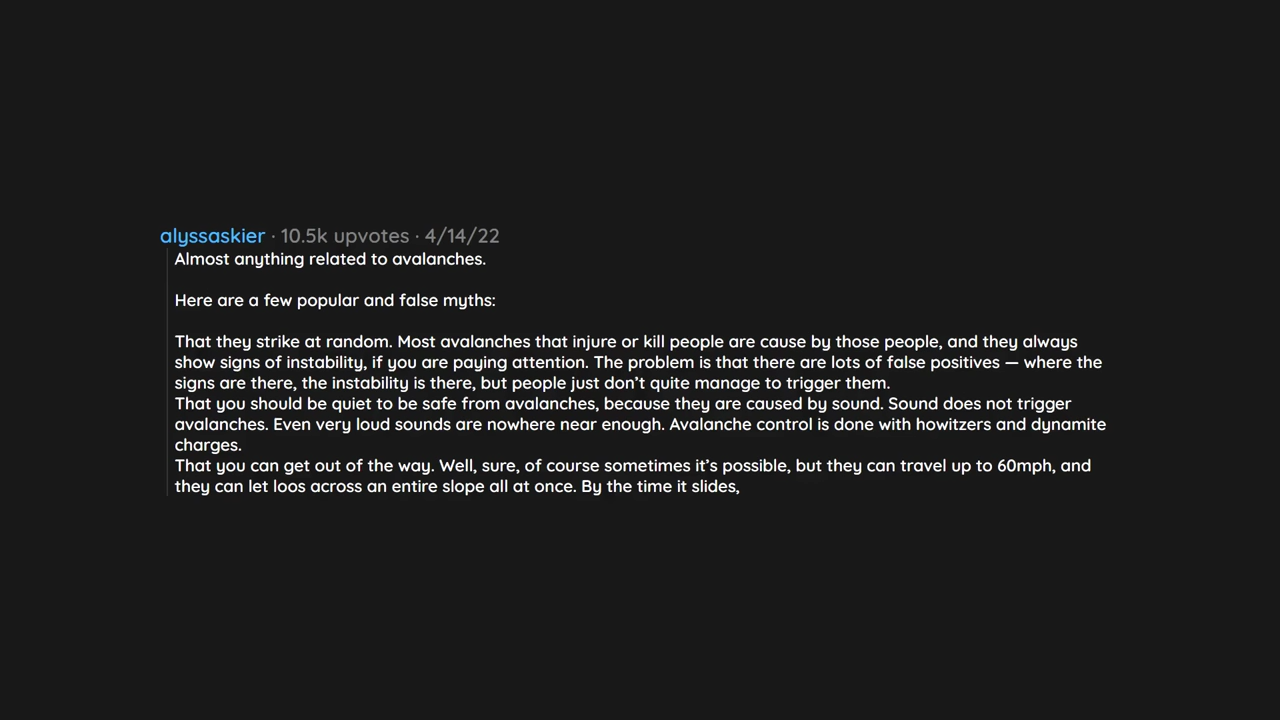 alyssaskier · 10.5k upvotes · 4/14/22
Almost anything related to avalanches.
Here are a few popular and false myths:
That they strike at random. Most avalanches that injure or kill people are cause by those people, and they always
show signs of instability, if you are paying attention. The problem is that there are lots of false positives — where the
signs are there, the instability is there, but people just don’t quite manage to trigger them.
That you should be quiet to be safe from avalanches, because they are caused by sound. Sound does not trigger
avalanches. Even very loud sounds are nowhere near enough. Avalanche control is done with howitzers and dynamite
charges.
That you can get out of the way. Well, sure, of course sometimes it’s possible, but they can travel up to 60mph, and
they can let loos across an entire slope all at once. By the time it slides,